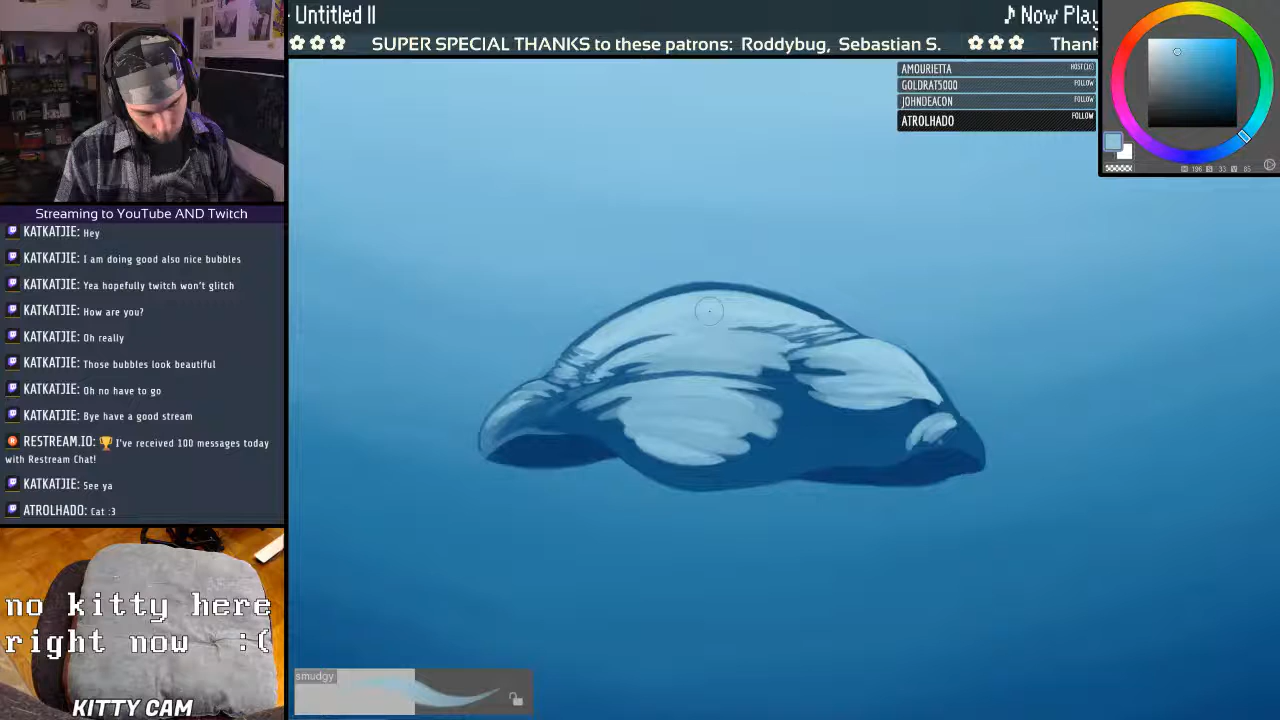 Untitled II
♪ Now Play
✿ ✿ ✿ SUPER SPECIAL THANKS to these patrons: Roddybug, Sebastian S. ✿ ✿ ✿ Thank
AMOURIETTA HOST(16)
GOLDRAT5000 FOLLOW
JOHNDEACON FOLLOW
ATROLHADO FOLLOW
Streaming to YouTube AND Twitch
KATKATJIE: Hey
KATKATJIE: I am doing good also nice bubbles
KATKATJIE: Yea hopefully twitch won't glitch
KATKATJIE: How are you?
KATKATJIE: Oh really
KATKATJIE: Those bubbles look beautiful
KATKATJIE: Oh no have to go
KATKATJIE: Bye have a good stream
RESTREAM.IO: 🏆 I've received 100 messages today
with Restream Chat!
KATKATJIE: See ya
ATROLHADO: Cat :3
no kitty here
right now :(
KITTY CAM
smudgy